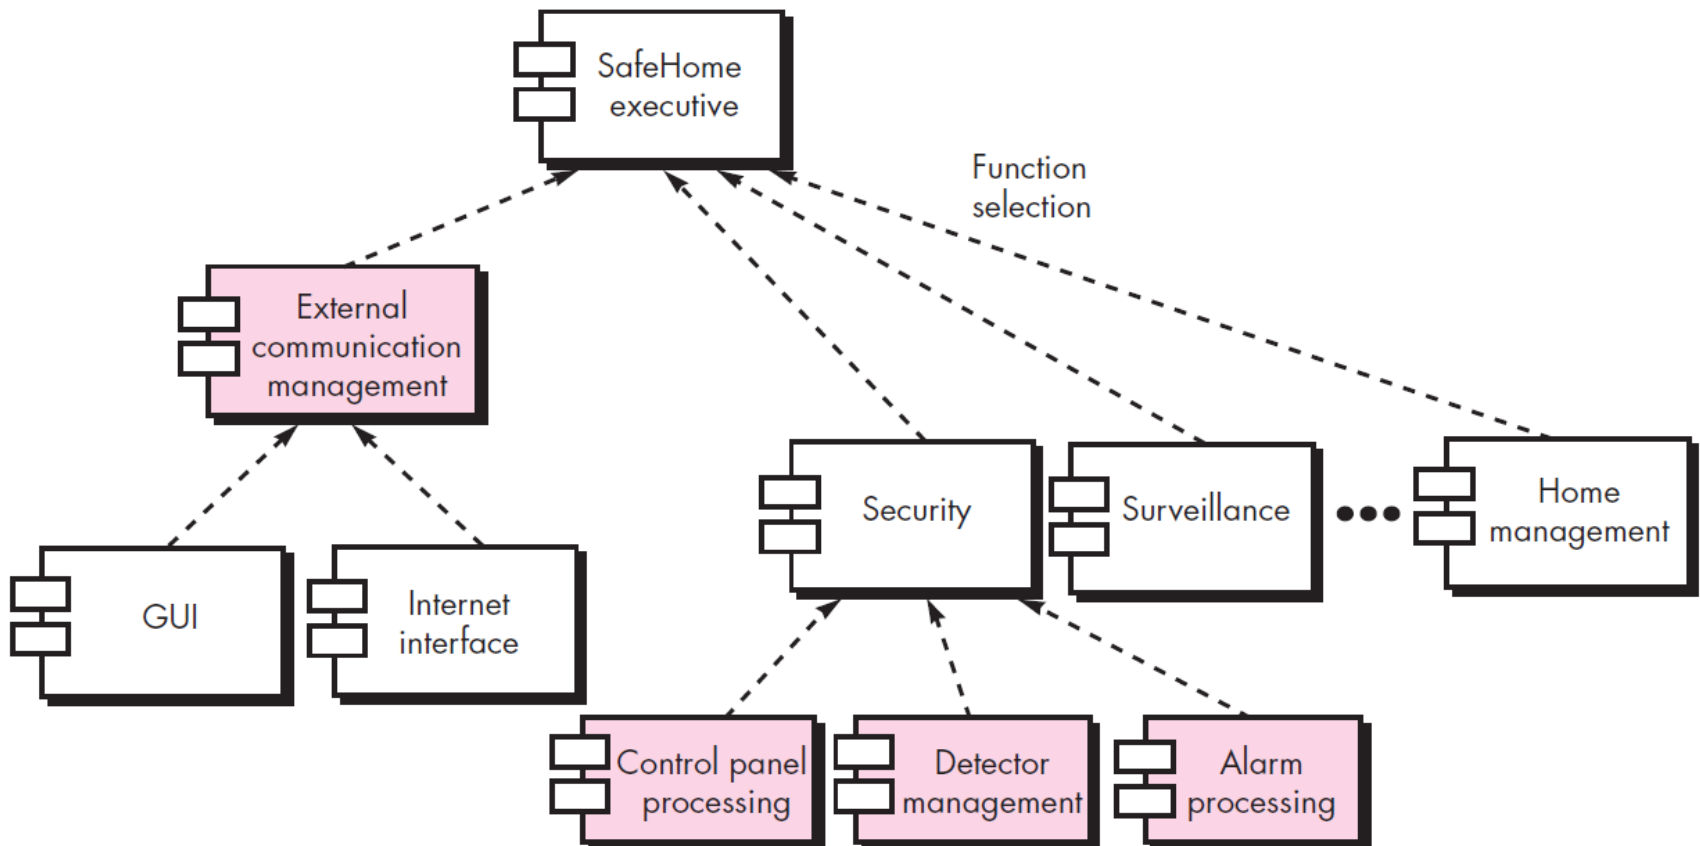 SafeHome
executive
Function
selection
External
communication
management
Security
Surveillance
Home
management
GUI
Internet
interface
Control panel
processing
Detector
management
Alarm
processing